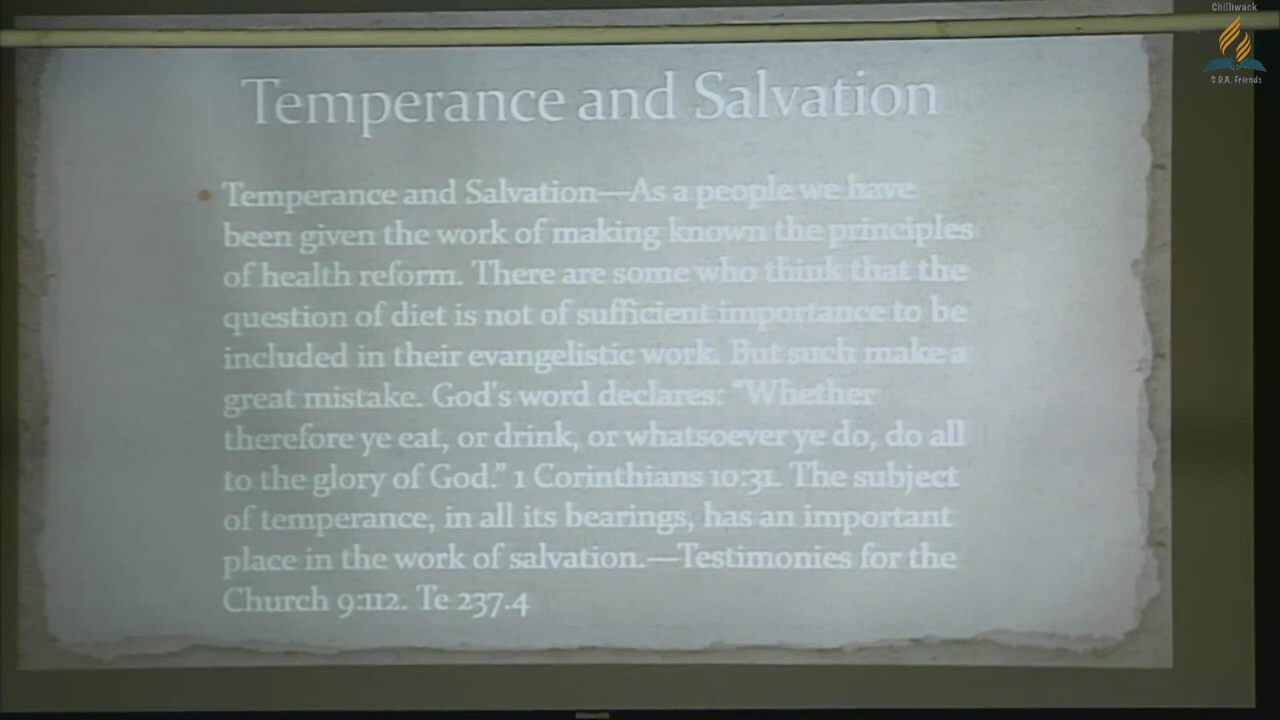 Chilliwack
S.D.A. Friends
Temperance and Salvation
• Temperance and Salvation—As a people we have
been given the work of making known the principles
of health reform. There are some who think that the
question of diet is not of sufficient importance to be
included in their evangelistic work. But such make a
great mistake. God's word declares: "Whether
therefore ye eat, or drink, or whatsoever ye do, do all
to the glory of God." 1 Corinthians 10:31. The subject
of temperance, in all its bearings, has an important
place in the work of salvation.—Testimonies for the
Church 9:112. Te 237.4